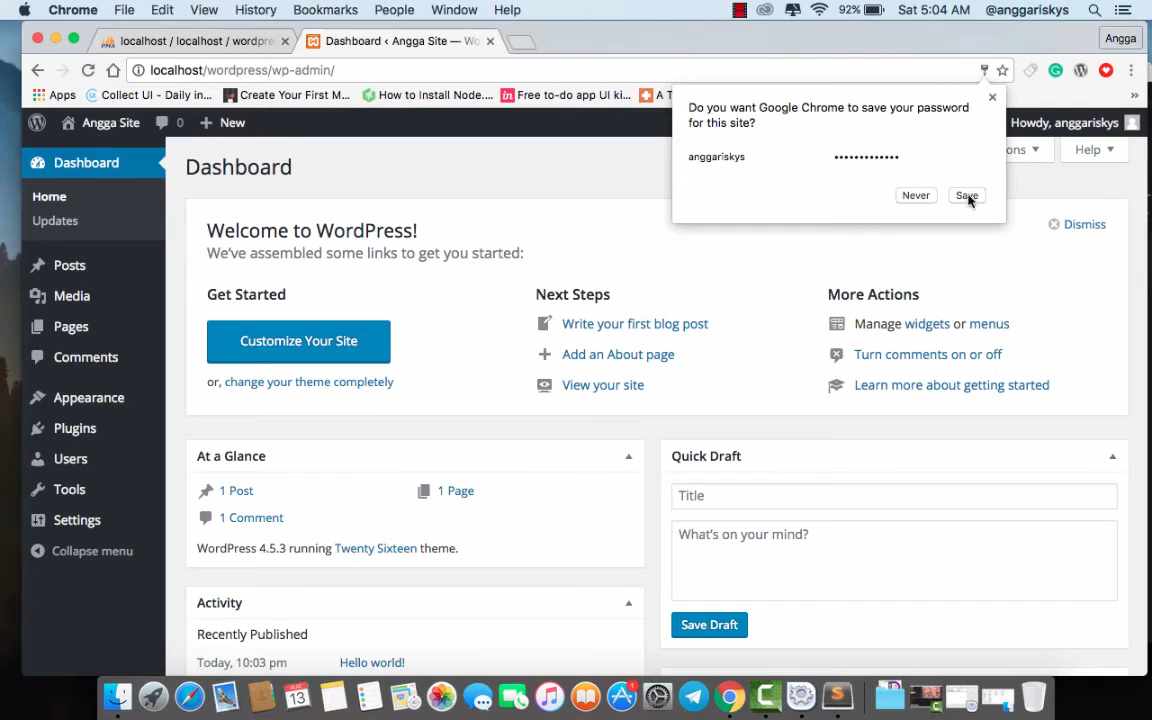 Chrome File Edit View History Bookmarks People Window Help 92% Sat 5:04 AM @anggariskys
PMA localhost / localhost / wordpre Dashboard ‹ Angga Site — Wo Angga
localhost/wordpress/wp-admin/
Apps Collect UI - Daily in... Create Your First M... How to Install Node.... in Free to-do app UI ki... A T »
Angga Site 0 + New Howdy, anggariskys
Do you want Google Chrome to save your password
for this site?
anggariskys •••••••••••••
Never Save
Dashboard
Home
Updates
Posts
Media
Pages
Comments
Appearance
Plugins
Users
Tools
Settings
Collapse menu
Dashboard
ons Help
Welcome to WordPress!
We've assembled some links to get you started:
Dismiss
Get Started
Customize Your Site
or, change your theme completely
Next Steps
Write your first blog post
Add an About page
View your site
More Actions
Manage widgets or menus
Turn comments on or off
Learn more about getting started
At a Glance
1 Post 1 Page
1 Comment
WordPress 4.5.3 running Twenty Sixteen theme.
Activity
Recently Published
Today, 10:03 pm Hello world!
Quick Draft
Title
What's on your mind?
Save Draft
13
1